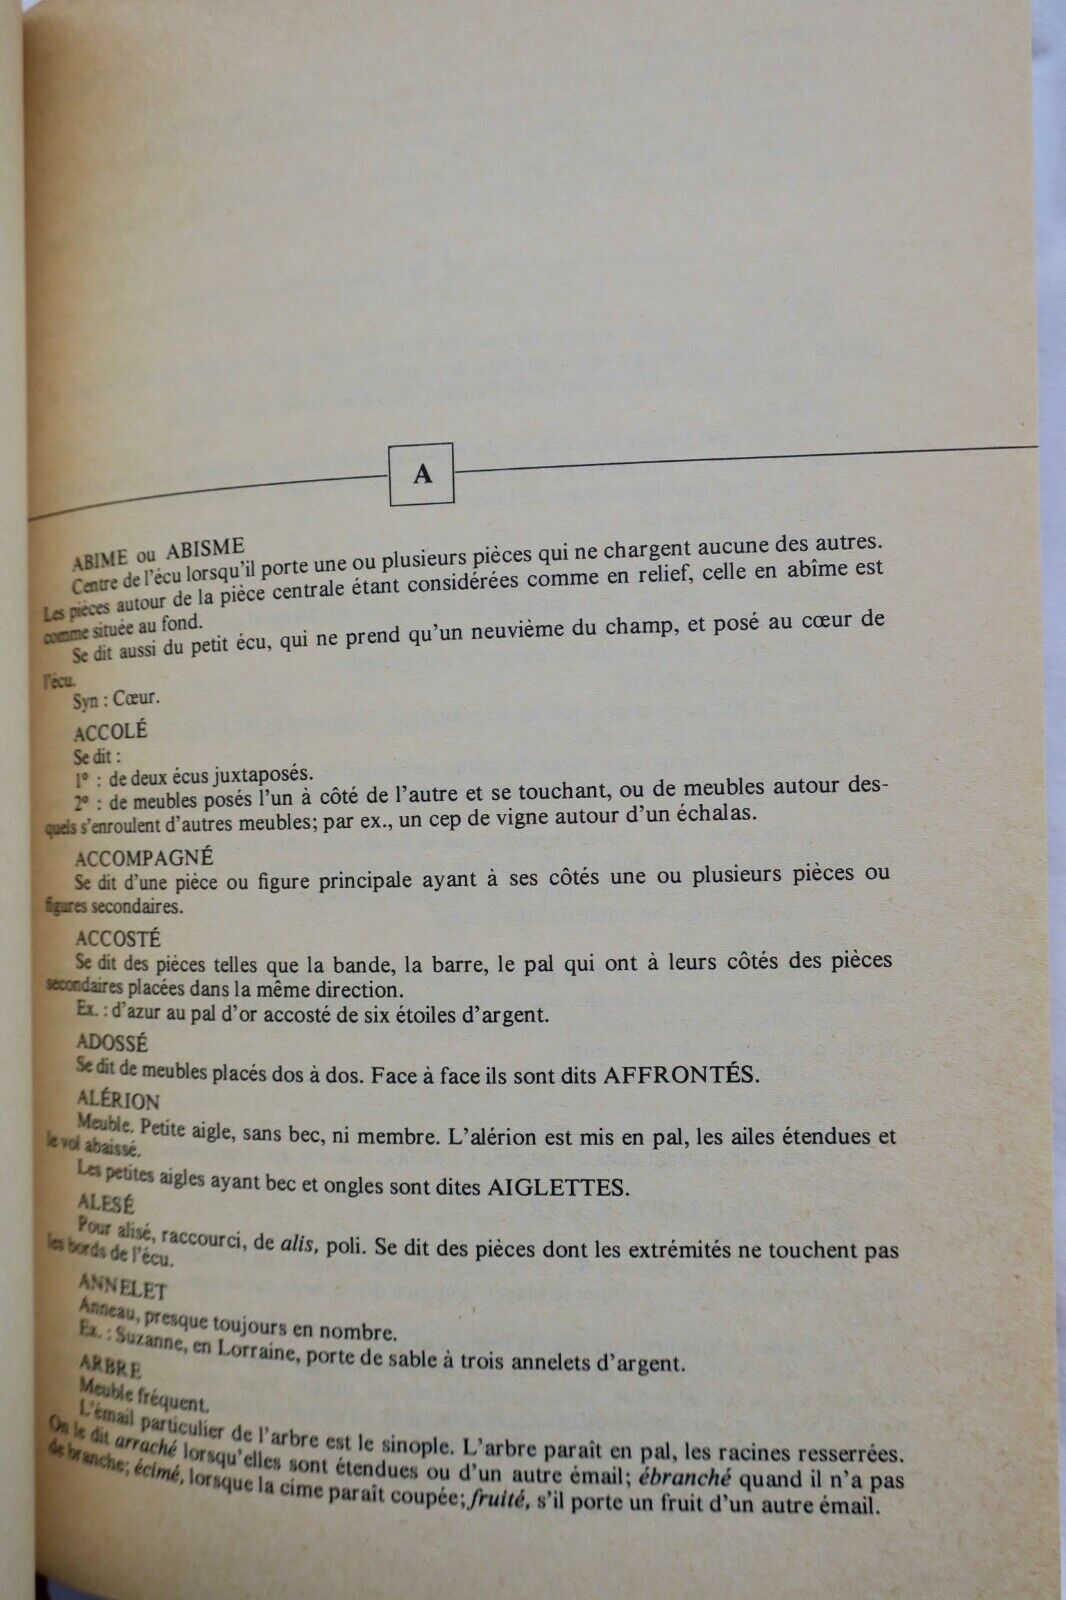 A
ABIME ou ABISME
Centre de l'écu lorsqu'il porte une ou plusieurs pièces qui ne chargent aucune des autres.
Les pièces autour de la pièce centrale étant considérées comme en relief, celle en abîme est
comme située au fond.
Se dit aussi du petit écu, qui ne prend qu'un neuvième du champ, et posé au cœur de
l'écu.
Syn : Cœur.
ACCOLÉ
Se dit :
1º : de deux écus juxtaposés.
2º : de meubles posés l'un à côté de l'autre et se touchant, ou de meubles autour des-
quels s'enroulent d'autres meubles; par ex., un cep de vigne autour d'un échalas.
ACCOMPAGNÉ
Se dit d'une pièce ou figure principale ayant à ses côtés une ou plusieurs pièces ou
figures secondaires.
ACCOSTÉ
Se dit des pièces telles que la bande, la barre, le pal qui ont à leurs côtés des pièces
secondaires placées dans la même direction.
Ex. : d'azur au pal d'or accosté de six étoiles d'argent.
ADOSSÉ
Se dit de meubles placés dos à dos. Face à face ils sont dits AFFRONTÉS.
ALÉRION
Meuble. Petite aigle, sans bec, ni membre. L'alérion est mis en pal, les ailes étendues et
le vol abaissé.
Les petites aigles ayant bec et ongles sont dites AIGLETTES.
ALESÉ
Pour alisé, raccourci, de alis, poli. Se dit des pièces dont les extrémités ne touchent pas
les bords de l'écu.
ANNELET
Anneau, presque toujours en nombre.
Ex. : Suzanne, en Lorraine, porte de sable à trois annelets d'argent.
ARBRE
Meuble fréquent.
L'émail particulier de l'arbre est le sinople. L'arbre paraît en pal, les racines resserrées.
On le dit arraché lorsqu'elles sont étendues ou d'un autre émail; ébranché quand il n'a pas
de branche; écimé, lorsque la cime paraît coupée; fruité, s'il porte un fruit d'un autre émail.